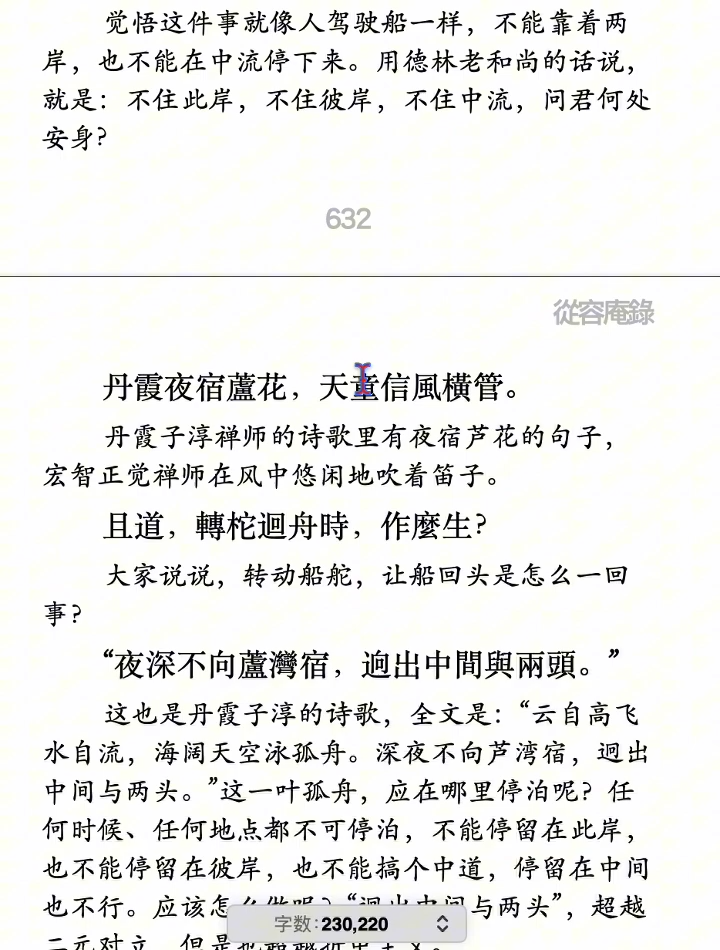 觉悟这件事就像人驾驶船一样，不能靠着两
岸，也不能在中流停下来。用德林老和尚的话说，
就是：不住此岸，不住彼岸，不住中流，问君何处
安身？
632
從容庵錄
丹霞夜宿蘆花，天童信風橫管。
丹霞子淳禅师的诗歌里有夜宿芦花的句子，
宏智正觉禅师在风中悠闲地吹着笛子。
且道，轉柁迴舟時，作麼生？
大家说说，转动船舵，让船回头是怎么一回
事？
“夜深不向蘆灣宿，迥出中間與兩頭。”
这也是丹霞子淳的诗歌，全文是：“云自高飞
水自流，海阔天空泳孤舟。深夜不向芦湾宿，迥出
中间与两头。”这一叶孤舟，应在哪里停泊呢？任
何时候、任何地点都不可停泊，不能停留在此岸，
也不能停留在彼岸，也不能搞个中道，停留在中间
也不行。应该怎么做呢？“迥出中间与两头”，超越
二元对立，但是
字数：230,220